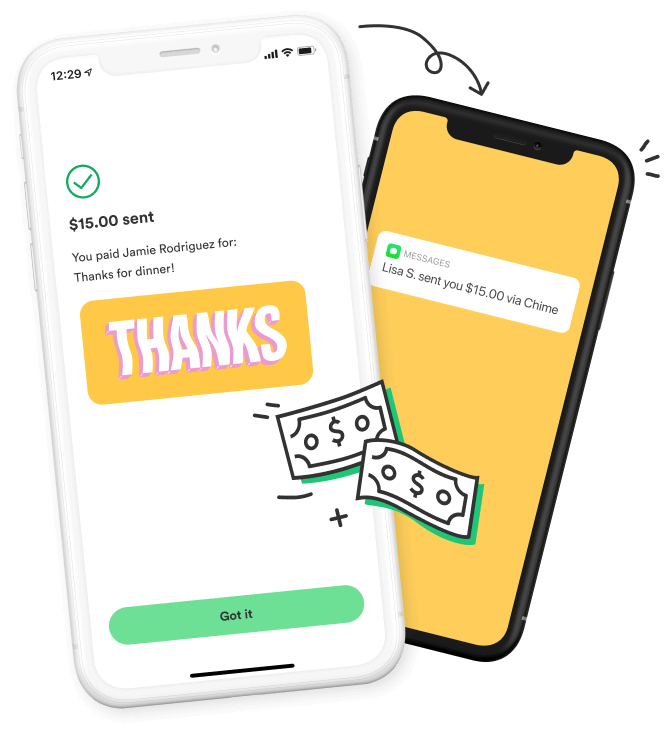 12:29
$15.00 sent
You paid Jamie Rodriguez for:
Thanks for dinner!
THANKS
Got it
MESSAGES
Lisa S. sent you $15.00 via Chime
$
$